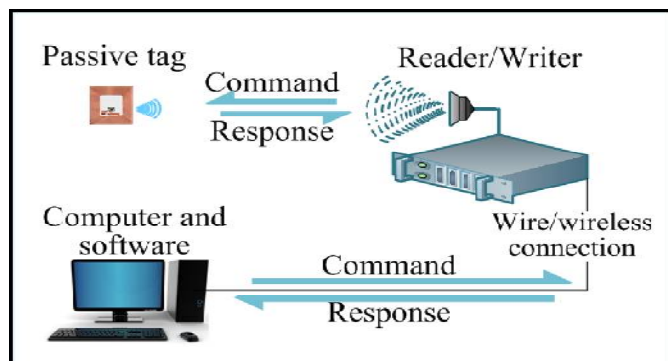 Passive tag
Reader/Writer
Command
Response
Computer and
software
Wire/wireless
connection
Command
Response